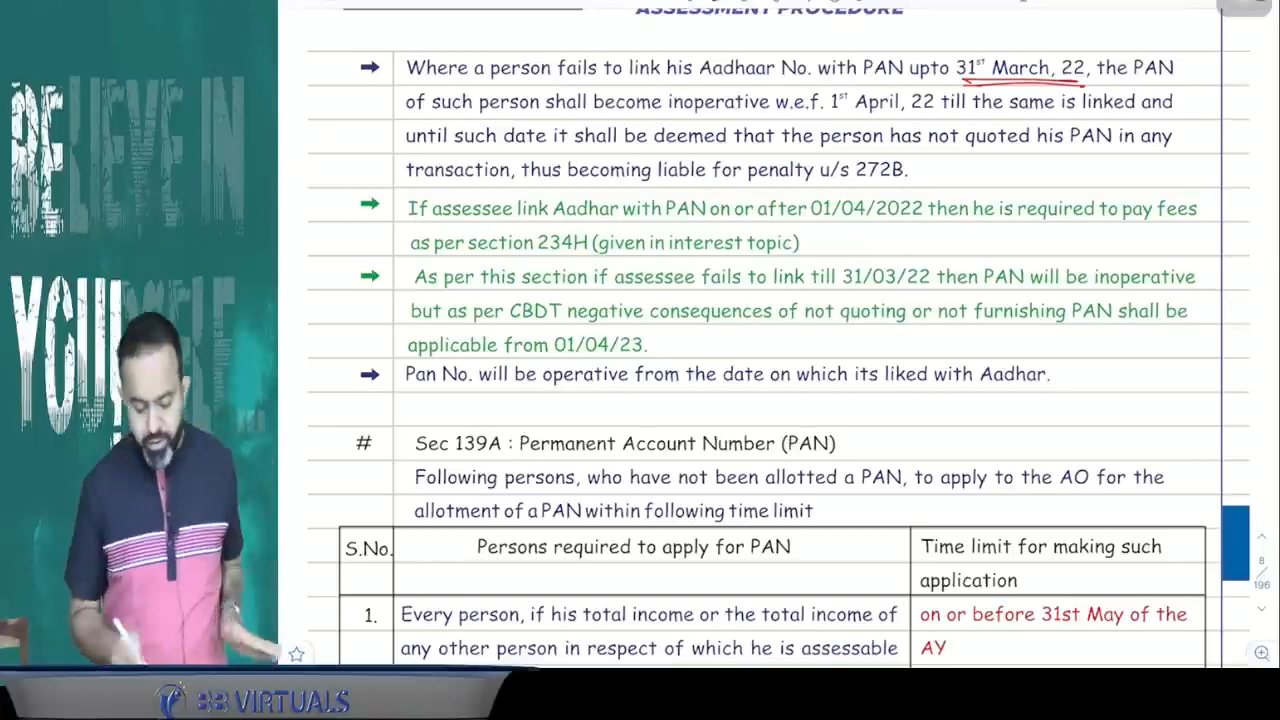 ASSESSMENT PROCEDURE
BELIEVE IN
YOURSELF
→ Where a person fails to link his Aadhaar No. with PAN upto 31st March, 22, the PAN
of such person shall become inoperative w.e.f. 1st April, 22 till the same is linked and
until such date it shall be deemed that the person has not quoted his PAN in any
transaction, thus becoming liable for penalty u/s 272B.
→ If assessee link Aadhar with PAN on or after 01/04/2022 then he is required to pay fees
as per section 234H (given in interest topic)
→ As per this section if assessee fails to link till 31/03/22 then PAN will be inoperative
but as per CBDT negative consequences of not quoting or not furnishing PAN shall be
applicable from 01/04/23.
→ Pan No. will be operative from the date on which its liked with Aadhar.
# Sec 139A : Permanent Account Number (PAN)
Following persons, who have not been allotted a PAN, to apply to the AO for the
allotment of a PAN within following time limit
S.No. Persons required to apply for PAN Time limit for making such
application
1. Every person, if his total income or the total income of on or before 31st May of the
any other person in respect of which he is assessable AY
8
196
BB VIRTUALS